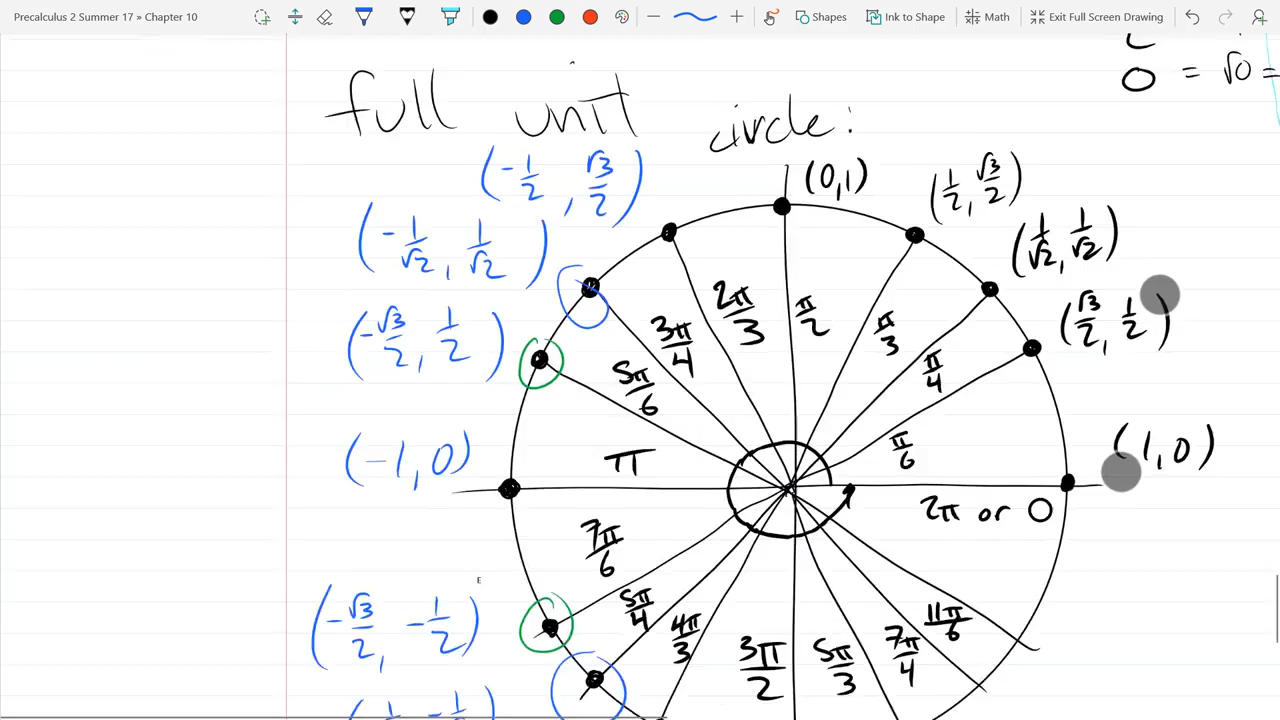 Precalculus 2 Summer 17 » Chapter 10
Shapes
Ink to Shape
Math
Exit Full Screen Drawing
0 = √0 =
full unit circle:
(-1/2, √3/2)
(0,1)
(1/2, √3/2)
(-1/√2, 1/√2)
(1/√2, 1/√2)
(-√3/2, 1/2)
(√3/2, 1/2)
2π/3
π/2
π/3
3π/4
π/4
5π/6
π/6
(-1,0)
π
(1,0)
2π or 0
7π/6
E
(-√3/2, -1/2)
5π/4
4π/3
3π/2
5π/3
7π/4
11π/6